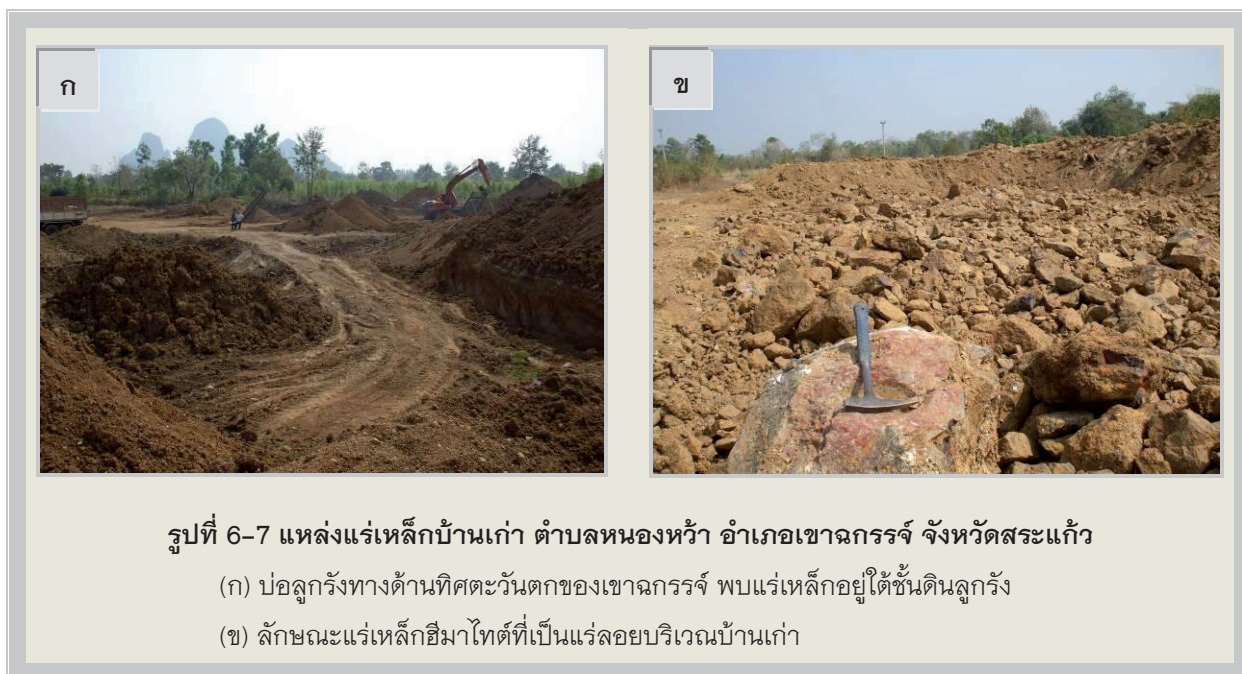 ก
ข
รูปที่ 6-7 แหล่งแร่เหล็กบ้านเก่า ตำบลหนองหว้า อำเภอเขาฉกรรจ์ จังหวัดสระแก้ว
(ก) บ่อลูกรังทางด้านทิศตะวันตกของเขาฉกรรจ์ พบแร่เหล็กอยู่ใต้ชั้นดินลูกรัง
(ข) ลักษณะแร่เหล็กฮีมาไทต์ที่เป็นแร่ลอยบริเวณบ้านเก่า